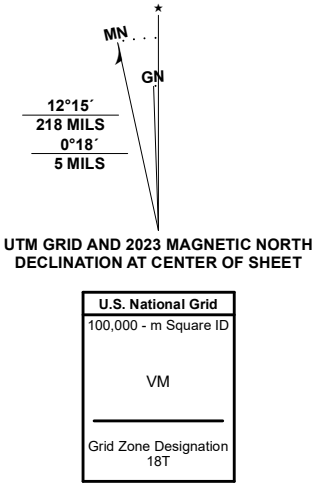 ★
MN
GN
12°15´
218 MILS
0°18´
5 MILS
UTM GRID AND 2023 MAGNETIC NORTH
DECLINATION AT CENTER OF SHEET
U.S. National Grid
100,000 - m Square ID
VM
Grid Zone Designation
18T